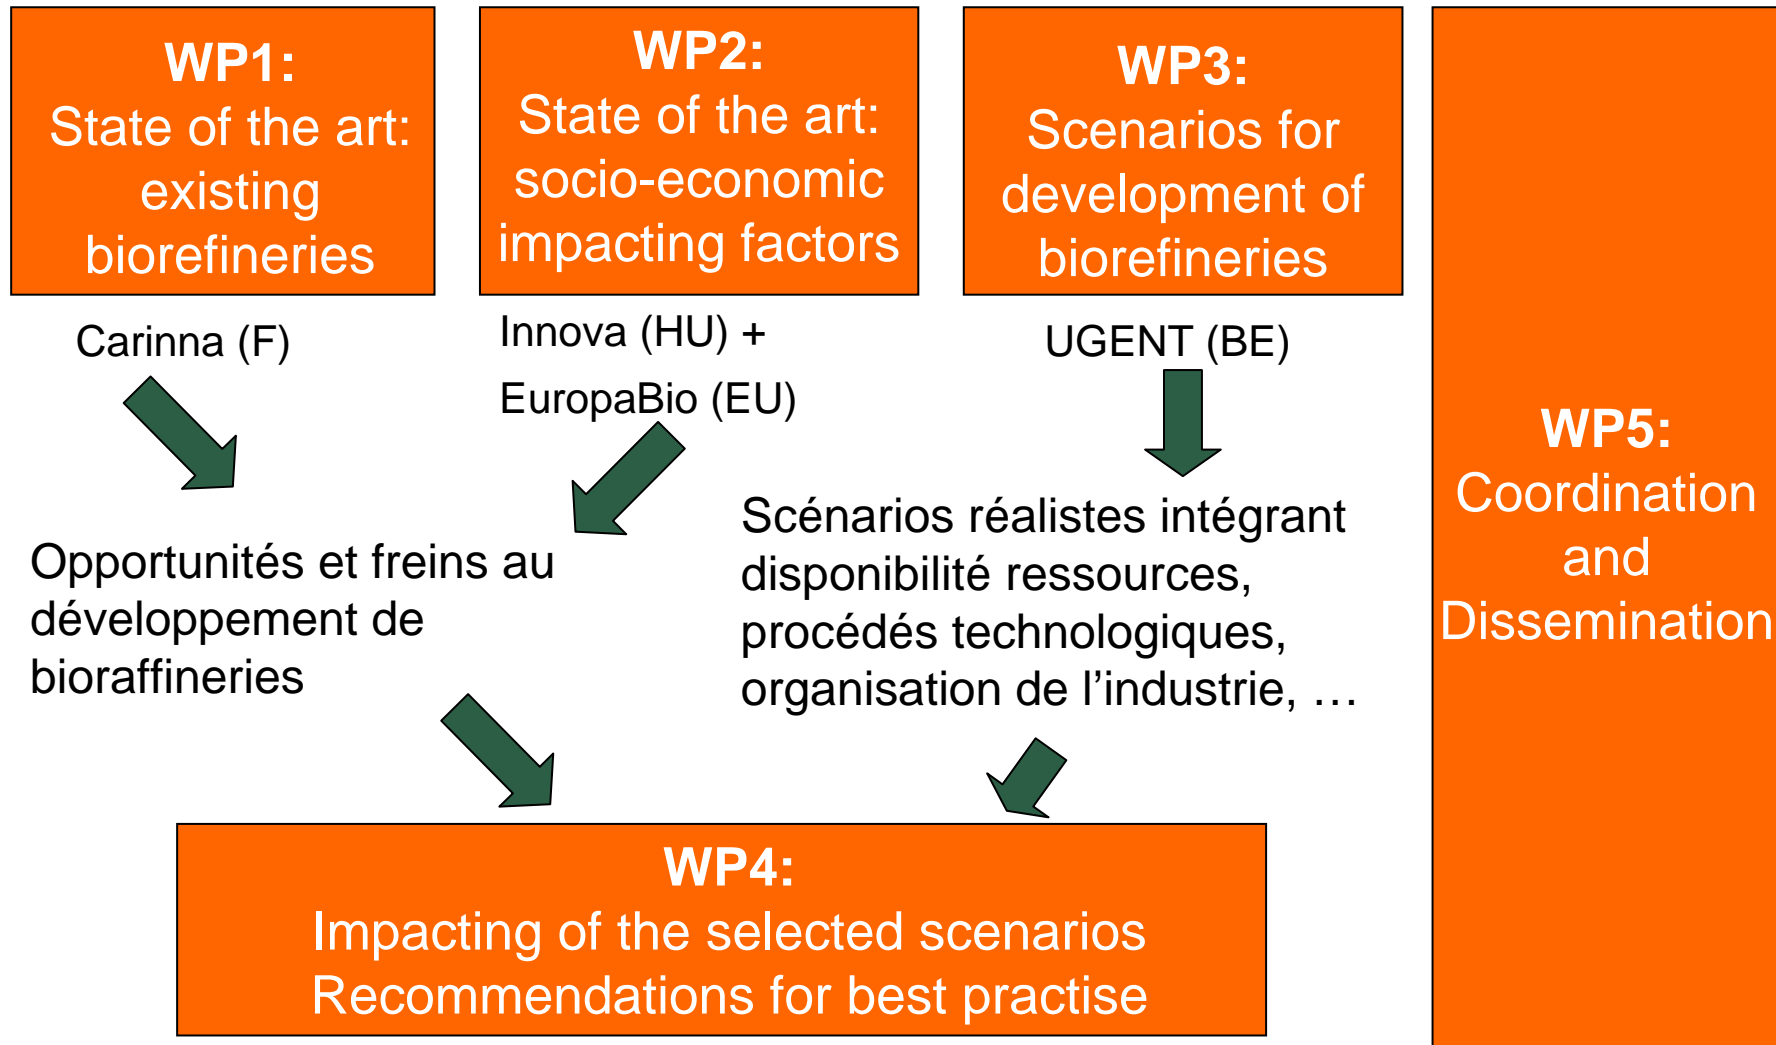 WP1:
State of the art:
existing
biorefineries
WP2:
State of the art:
socio-economic
impacting factors
WP3:
Scenarios for
development of
biorefineries
Carinna (F)
Innova (HU) +
EuropaBio (EU)
UGENT (BE)
Opportunités et freins au
développement de
bioraffineries
Scénarios réalistes intégrant
disponibilité ressources,
procédés technologiques,
organisation de l’industrie, …
WP4:
Impacting of the selected scenarios
Recommendations for best practise
WP5:
Coordination
and
Dissemination